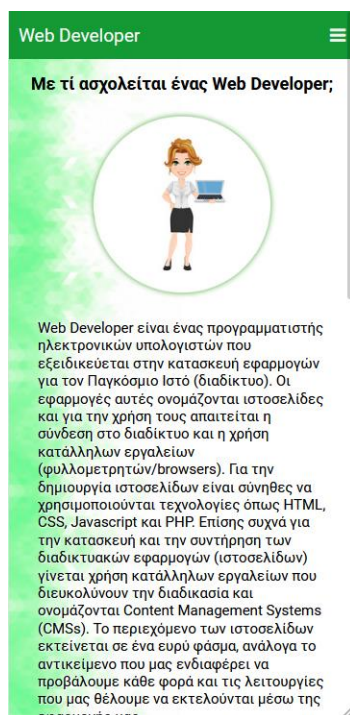 Web Developer
Με τί ασχολείται ένας Web Developer;
Web Developer είναι ένας προγραμματιστής
ηλεκτρονικών υπολογιστών που
εξειδικεύεται στην κατασκευή εφαρμογών
για τον Παγκόσμιο Ιστό (διαδίκτυο). Οι
εφαρμογές αυτές ονομάζονται ιστοσελίδες
και για την χρήση τους απαιτείται η
σύνδεση στο διαδίκτυο και η χρήση
κατάλληλων εργαλείων
(φυλλομετρητών/browsers). Για την
δημιουργία ιστοσελίδων είναι σύνηθες να
χρησιμοποιούνται τεχνολογίες όπως HTML,
CSS, Javascript και PHP. Επίσης συχνά για
την κατασκευή και την συντήρηση των
διαδικτυακών εφαρμογών (ιστοσελίδων)
γίνεται χρήση κατάλληλων εργαλείων που
διευκολύνουν την διαδικασία και
ονομάζονται Content Management Systems
(CMSs). Το περιεχόμενο των ιστοσελίδων
εκτείνεται σε ένα ευρύ φάσμα, ανάλογα το
αντικείμενο που μας ενδιαφέρει να
προβάλουμε κάθε φορά και τις λειτουργίες
που μας θέλουμε να εκτελούνται μέσω της